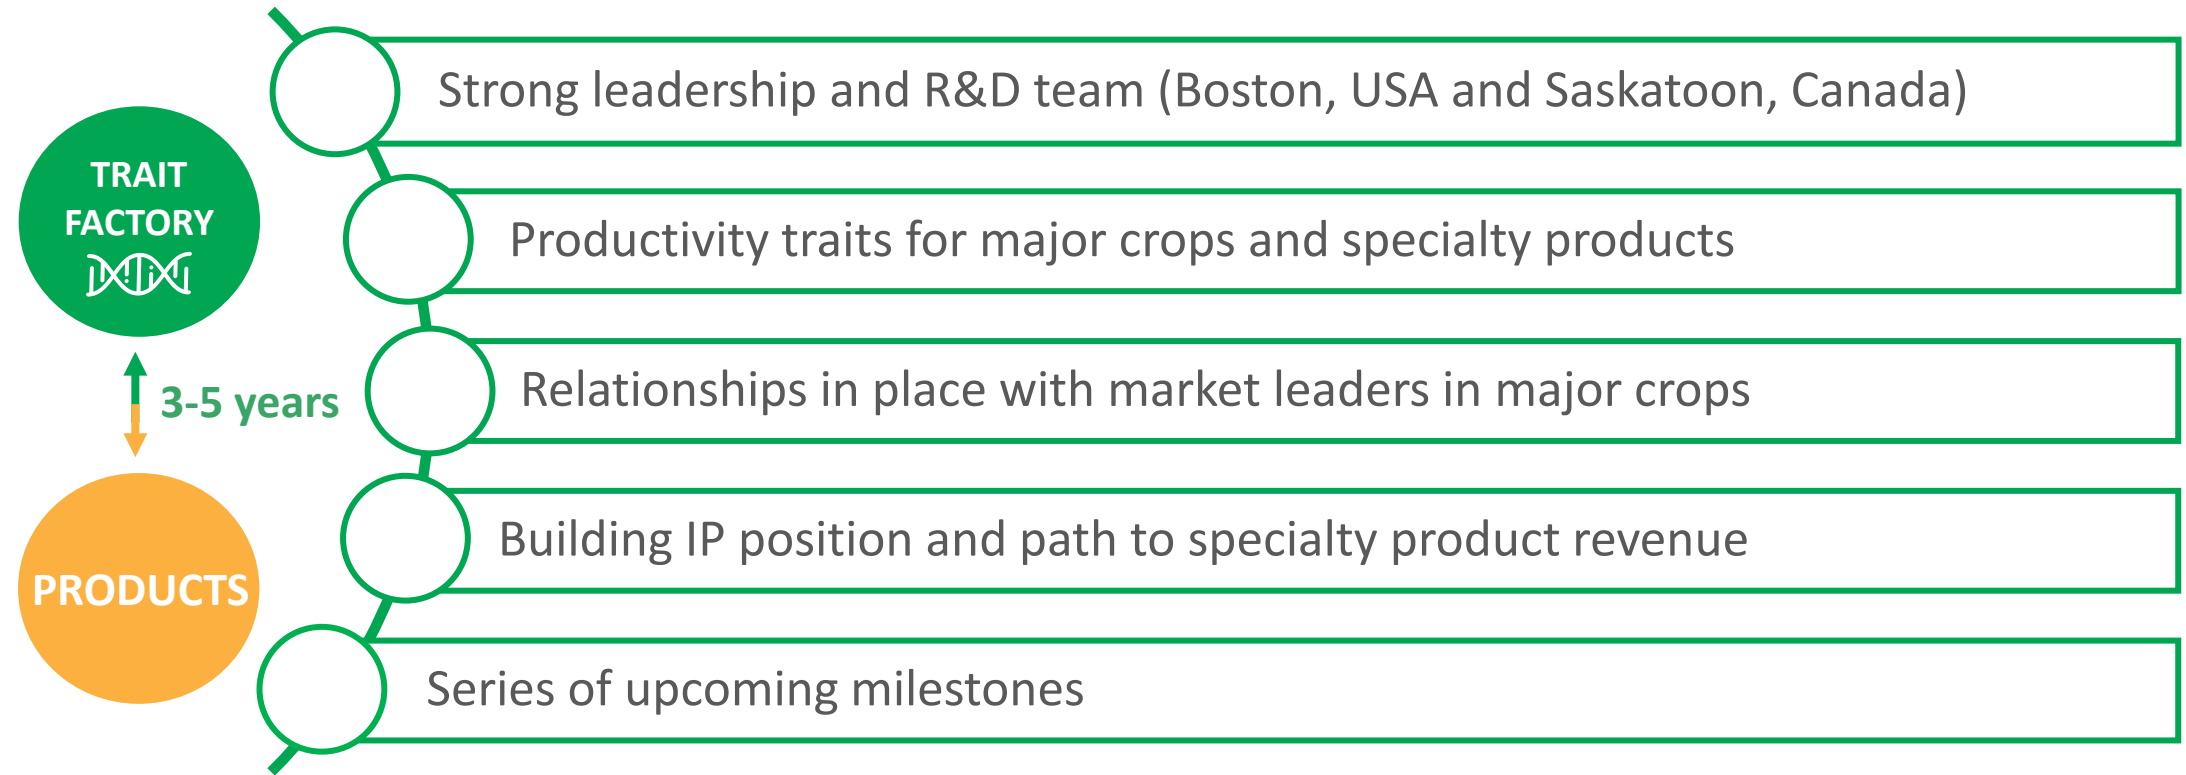 TRAIT
FACTORY
3-5 years
PRODUCTS
Strong leadership and R&D team (Boston, USA and Saskatoon, Canada)
Productivity traits for major crops and specialty products
Relationships in place with market leaders in major crops
Building IP position and path to specialty product revenue
Series of upcoming milestones